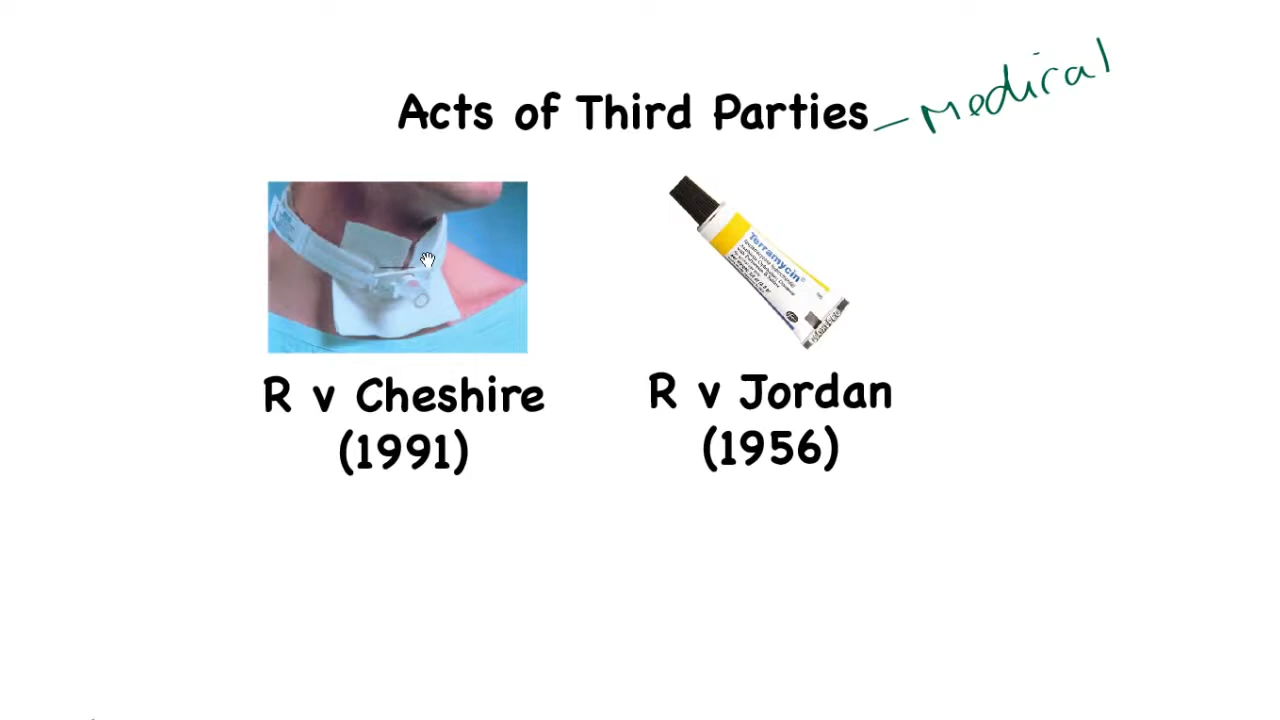 Acts of Third Parties – medical
Terramycin®
R v Cheshire
(1991)
R v Jordan
(1956)